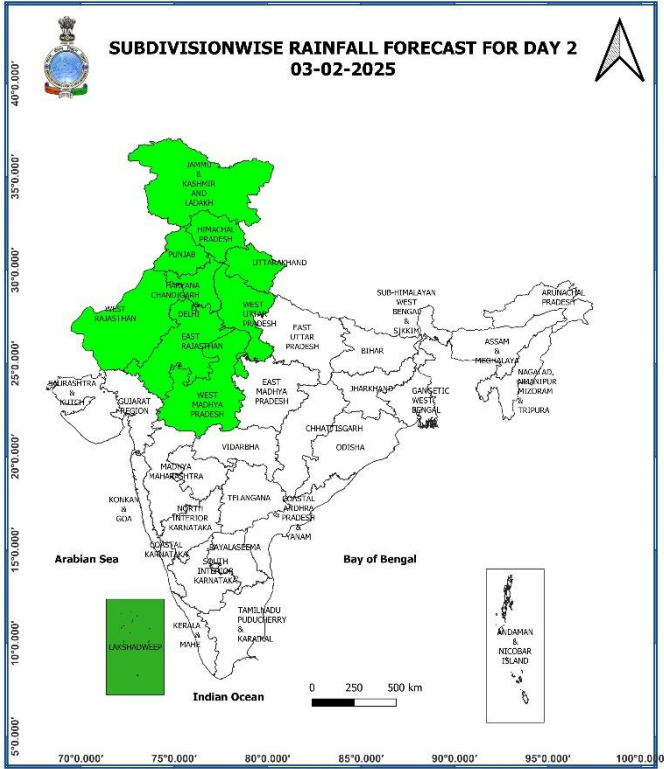 SUBDIVISIONWISE RAINFALL FORECAST FOR DAY 2
03-02-2025
40°0.000'
35°0.000'
30°0.000'
25°0.000'
20°0.000'
15°0.000'
10°0.000'
5°0.000'
JAMMU
&
KASHMIR
AND
LADAKH
HIMACHAL
PRADESH
PUNJAB
UTTARAKHAND
HARYANA
CHANDIGARH
DELHI
WEST
RAJASTHAN
WEST
UTTAR
PRADESH
EAST
RAJASTHAN
EAST
UTTAR
PRADESH
SUB-HIMALAYAN
WEST
BENGAL
&
SIKKIM
ARUNACHAL
PRADESH
ASSAM
&
MEGHALAYA
BIHAR
SAURASHTRA
&
KUTCH
GUJARAT
REGION
WEST
MADHYA
PRADESH
EAST
MADHYA
PRADESH
JHARKHAND
GANGETIC
WEST
BENGAL
MIZORAM
&
TRIPURA
CHHATTISGARH
ODISHA
VIDARBHA
MADHYA
MAHARASHTRA
KONKAN
&
GOA
TELANGANA
NORTH
INTERIOR
KARNATAKA
COASTAL
ANDHRA
PRADESH
&
YANAM
COASTAL
KARNATAKA
RAYALASEEMA
SOUTH
INTERIOR
KARNATAKA
Arabian Sea
Bay of Bengal
LAKSHADWEEP
KERALA
&
MAHE
TAMILNADU
PUDUCHERRY
&
KARAIKAL
ANDAMAN
&
NICOBAR
ISLAND
Indian Ocean
0 250 500 km
70°0.000' 75°0.000' 80°0.000' 85°0.000' 90°0.000' 95°0.000' 100°0.000'